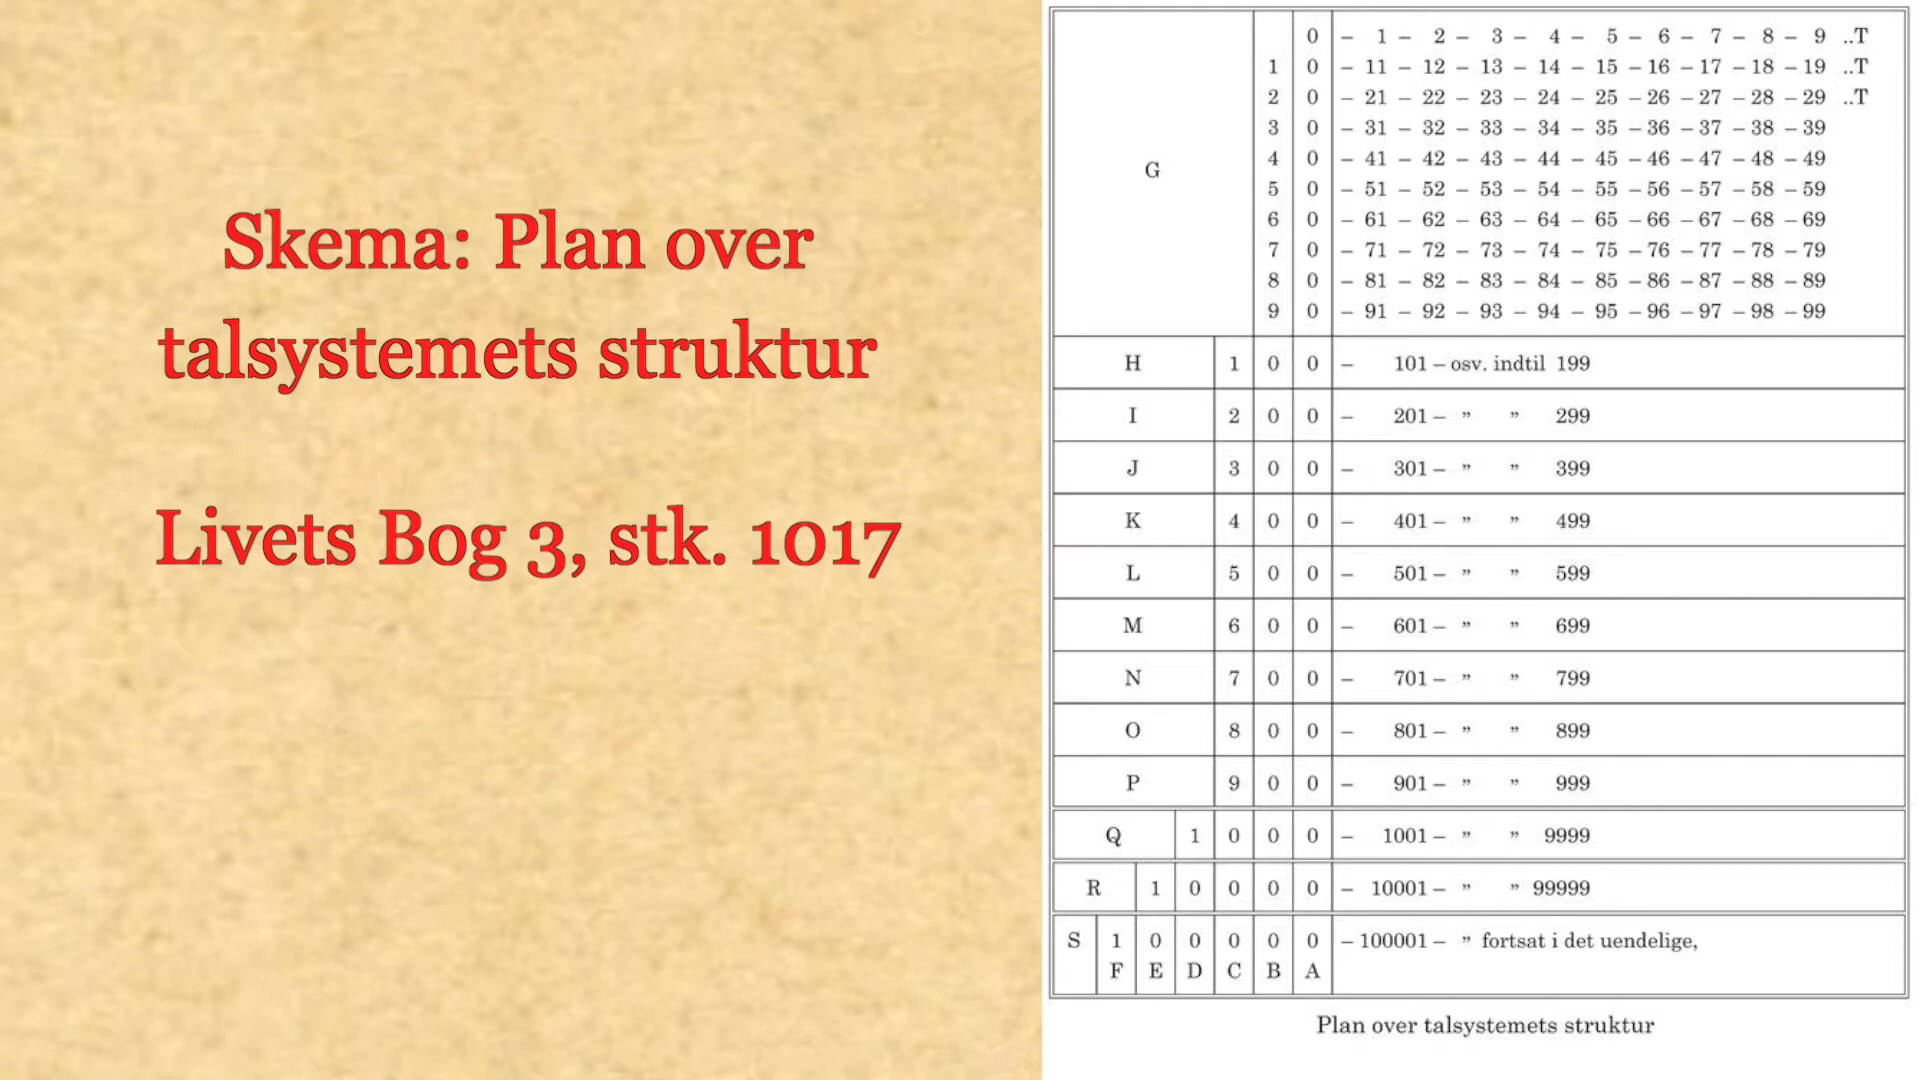 Skema: Plan over
talsystemets struktur
Livets Bog 3, stk. 1017
0 – 1 – 2 – 3 – 4 – 5 – 6 – 7 – 8 – 9 ..T
1 0 – 11 – 12 – 13 – 14 – 15 – 16 – 17 – 18 – 19 ..T
2 0 – 21 – 22 – 23 – 24 – 25 – 26 – 27 – 28 – 29 ..T
3 0 – 31 – 32 – 33 – 34 – 35 – 36 – 37 – 38 – 39
4 0 – 41 – 42 – 43 – 44 – 45 – 46 – 47 – 48 – 49
G
5 0 – 51 – 52 – 53 – 54 – 55 – 56 – 57 – 58 – 59
6 0 – 61 – 62 – 63 – 64 – 65 – 66 – 67 – 68 – 69
7 0 – 71 – 72 – 73 – 74 – 75 – 76 – 77 – 78 – 79
8 0 – 81 – 82 – 83 – 84 – 85 – 86 – 87 – 88 – 89
9 0 – 91 – 92 – 93 – 94 – 95 – 96 – 97 – 98 – 99
H 1 0 0 – 101 – osv. indtil 199
I 2 0 0 – 201 – ” ” 299
J 3 0 0 – 301 – ” ” 399
K 4 0 0 – 401 – ” ” 499
L 5 0 0 – 501 – ” ” 599
M 6 0 0 – 601 – ” ” 699
N 7 0 0 – 701 – ” ” 799
O 8 0 0 – 801 – ” ” 899
P 9 0 0 – 901 – ” ” 999
Q 1 0 0 0 – 1001 – ” ” 9999
R 1 0 0 0 0 – 10001 – ” ” 99999
S 1 0 0 0 0 0 – 100001 – ” fortsat i det uendelige,
F E D C B A
Plan over talsystemets struktur